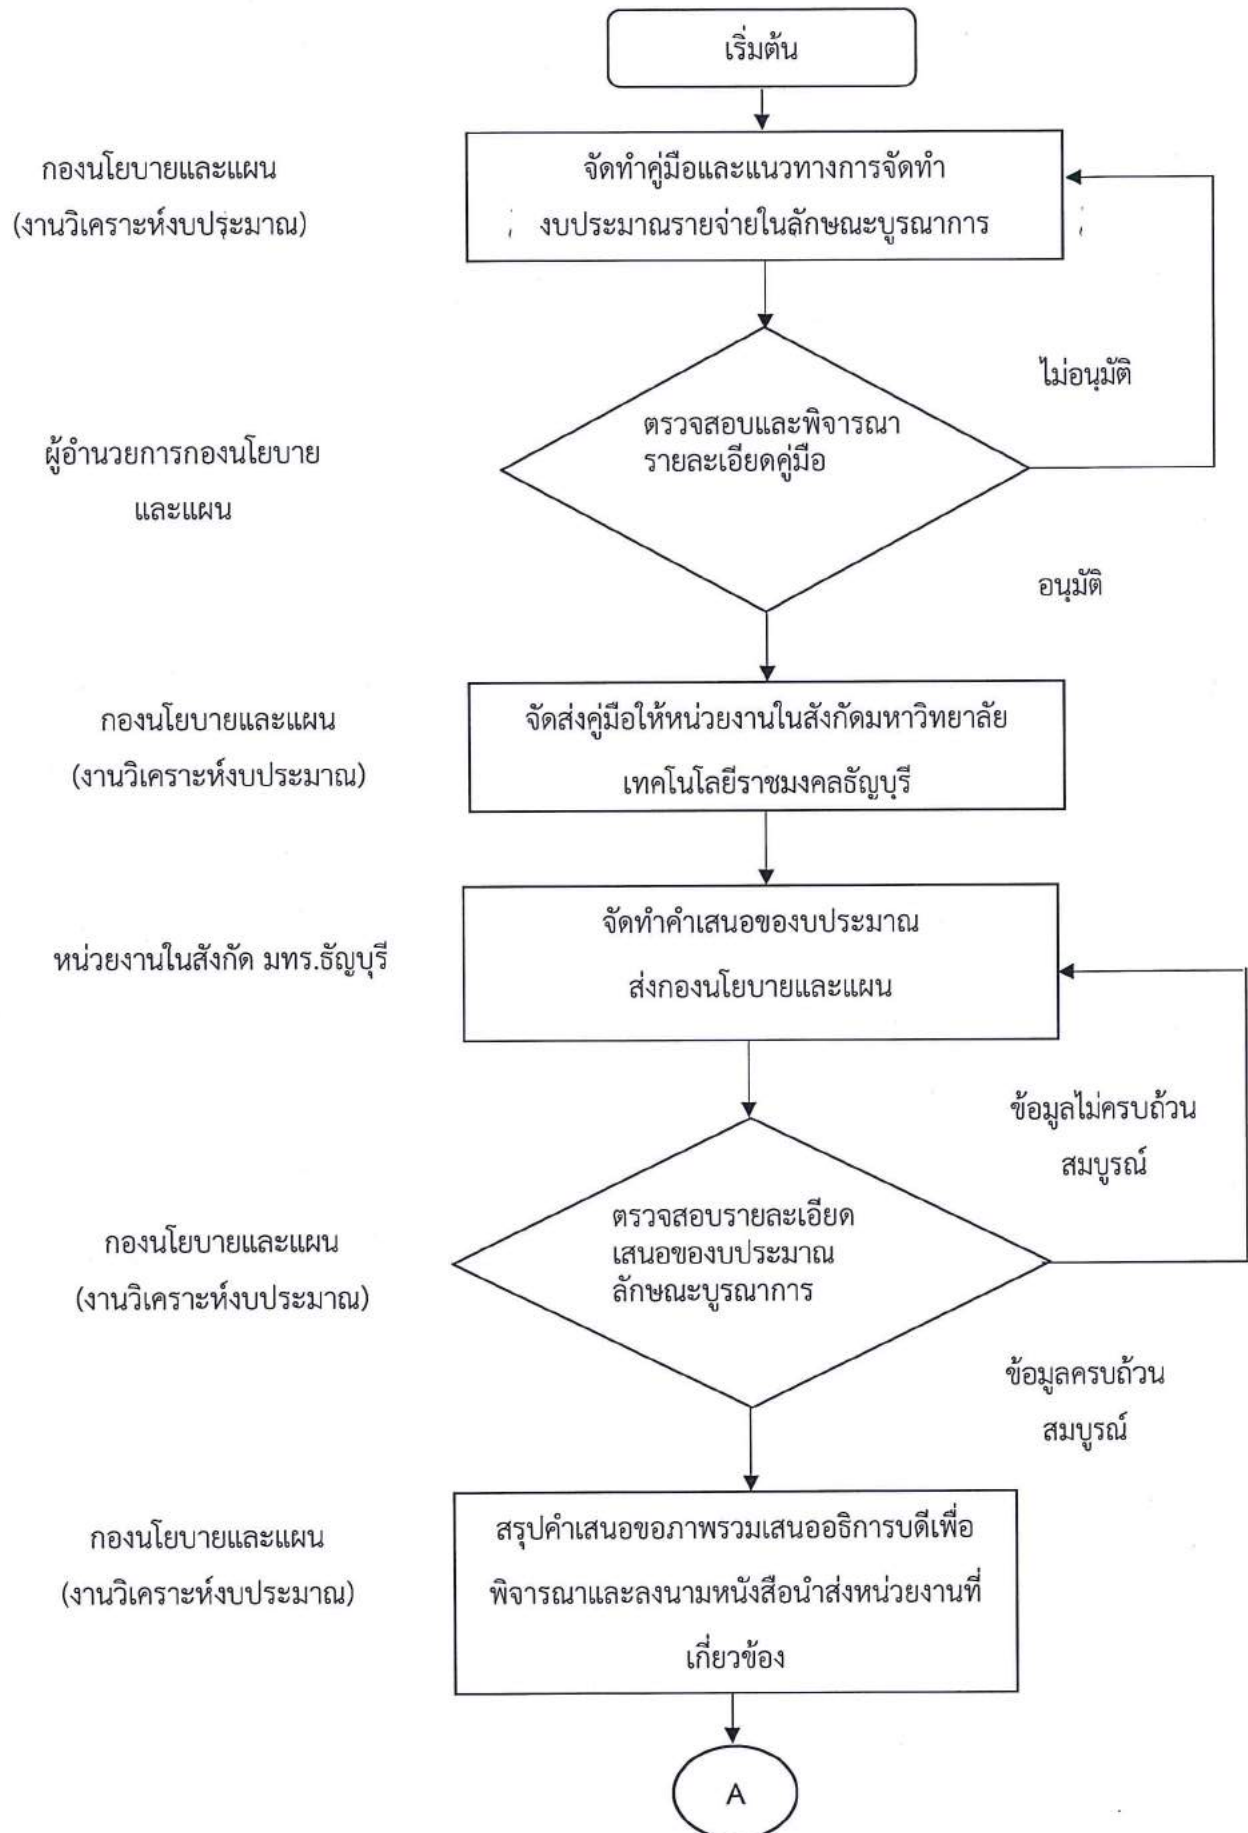 เริ่มต้น
กองนโยบายและแผน
(งานวิเคราะห์งบประมาณ)
จัดทำคู่มือและแนวทางการจัดทำ
งบประมาณรายจ่ายในลักษณะบูรณาการ
ไม่อนุมัติ
ผู้อำนวยการกองนโยบาย
และแผน
ตรวจสอบและพิจารณา
รายละเอียดคู่มือ
อนุมัติ
กองนโยบายและแผน
(งานวิเคราะห์งบประมาณ)
จัดส่งคู่มือให้หน่วยงานในสังกัดมหาวิทยาลัย
เทคโนโลยีราชมงคลธัญบุรี
หน่วยงานในสังกัด มทร.ธัญบุรี
จัดทำคำเสนอของบประมาณ
ส่งกองนโยบายและแผน
ข้อมูลไม่ครบถ้วน
สมบูรณ์
กองนโยบายและแผน
(งานวิเคราะห์งบประมาณ)
ตรวจสอบรายละเอียด
เสนอของบประมาณ
ลักษณะบูรณาการ
ข้อมูลครบถ้วน
สมบูรณ์
กองนโยบายและแผน
(งานวิเคราะห์งบประมาณ)
สรุปคำเสนอขอภาพรวมเสนออธิการบดีเพื่อ
พิจารณาและลงนามหนังสือนำส่งหน่วยงานที่
เกี่ยวข้อง
A